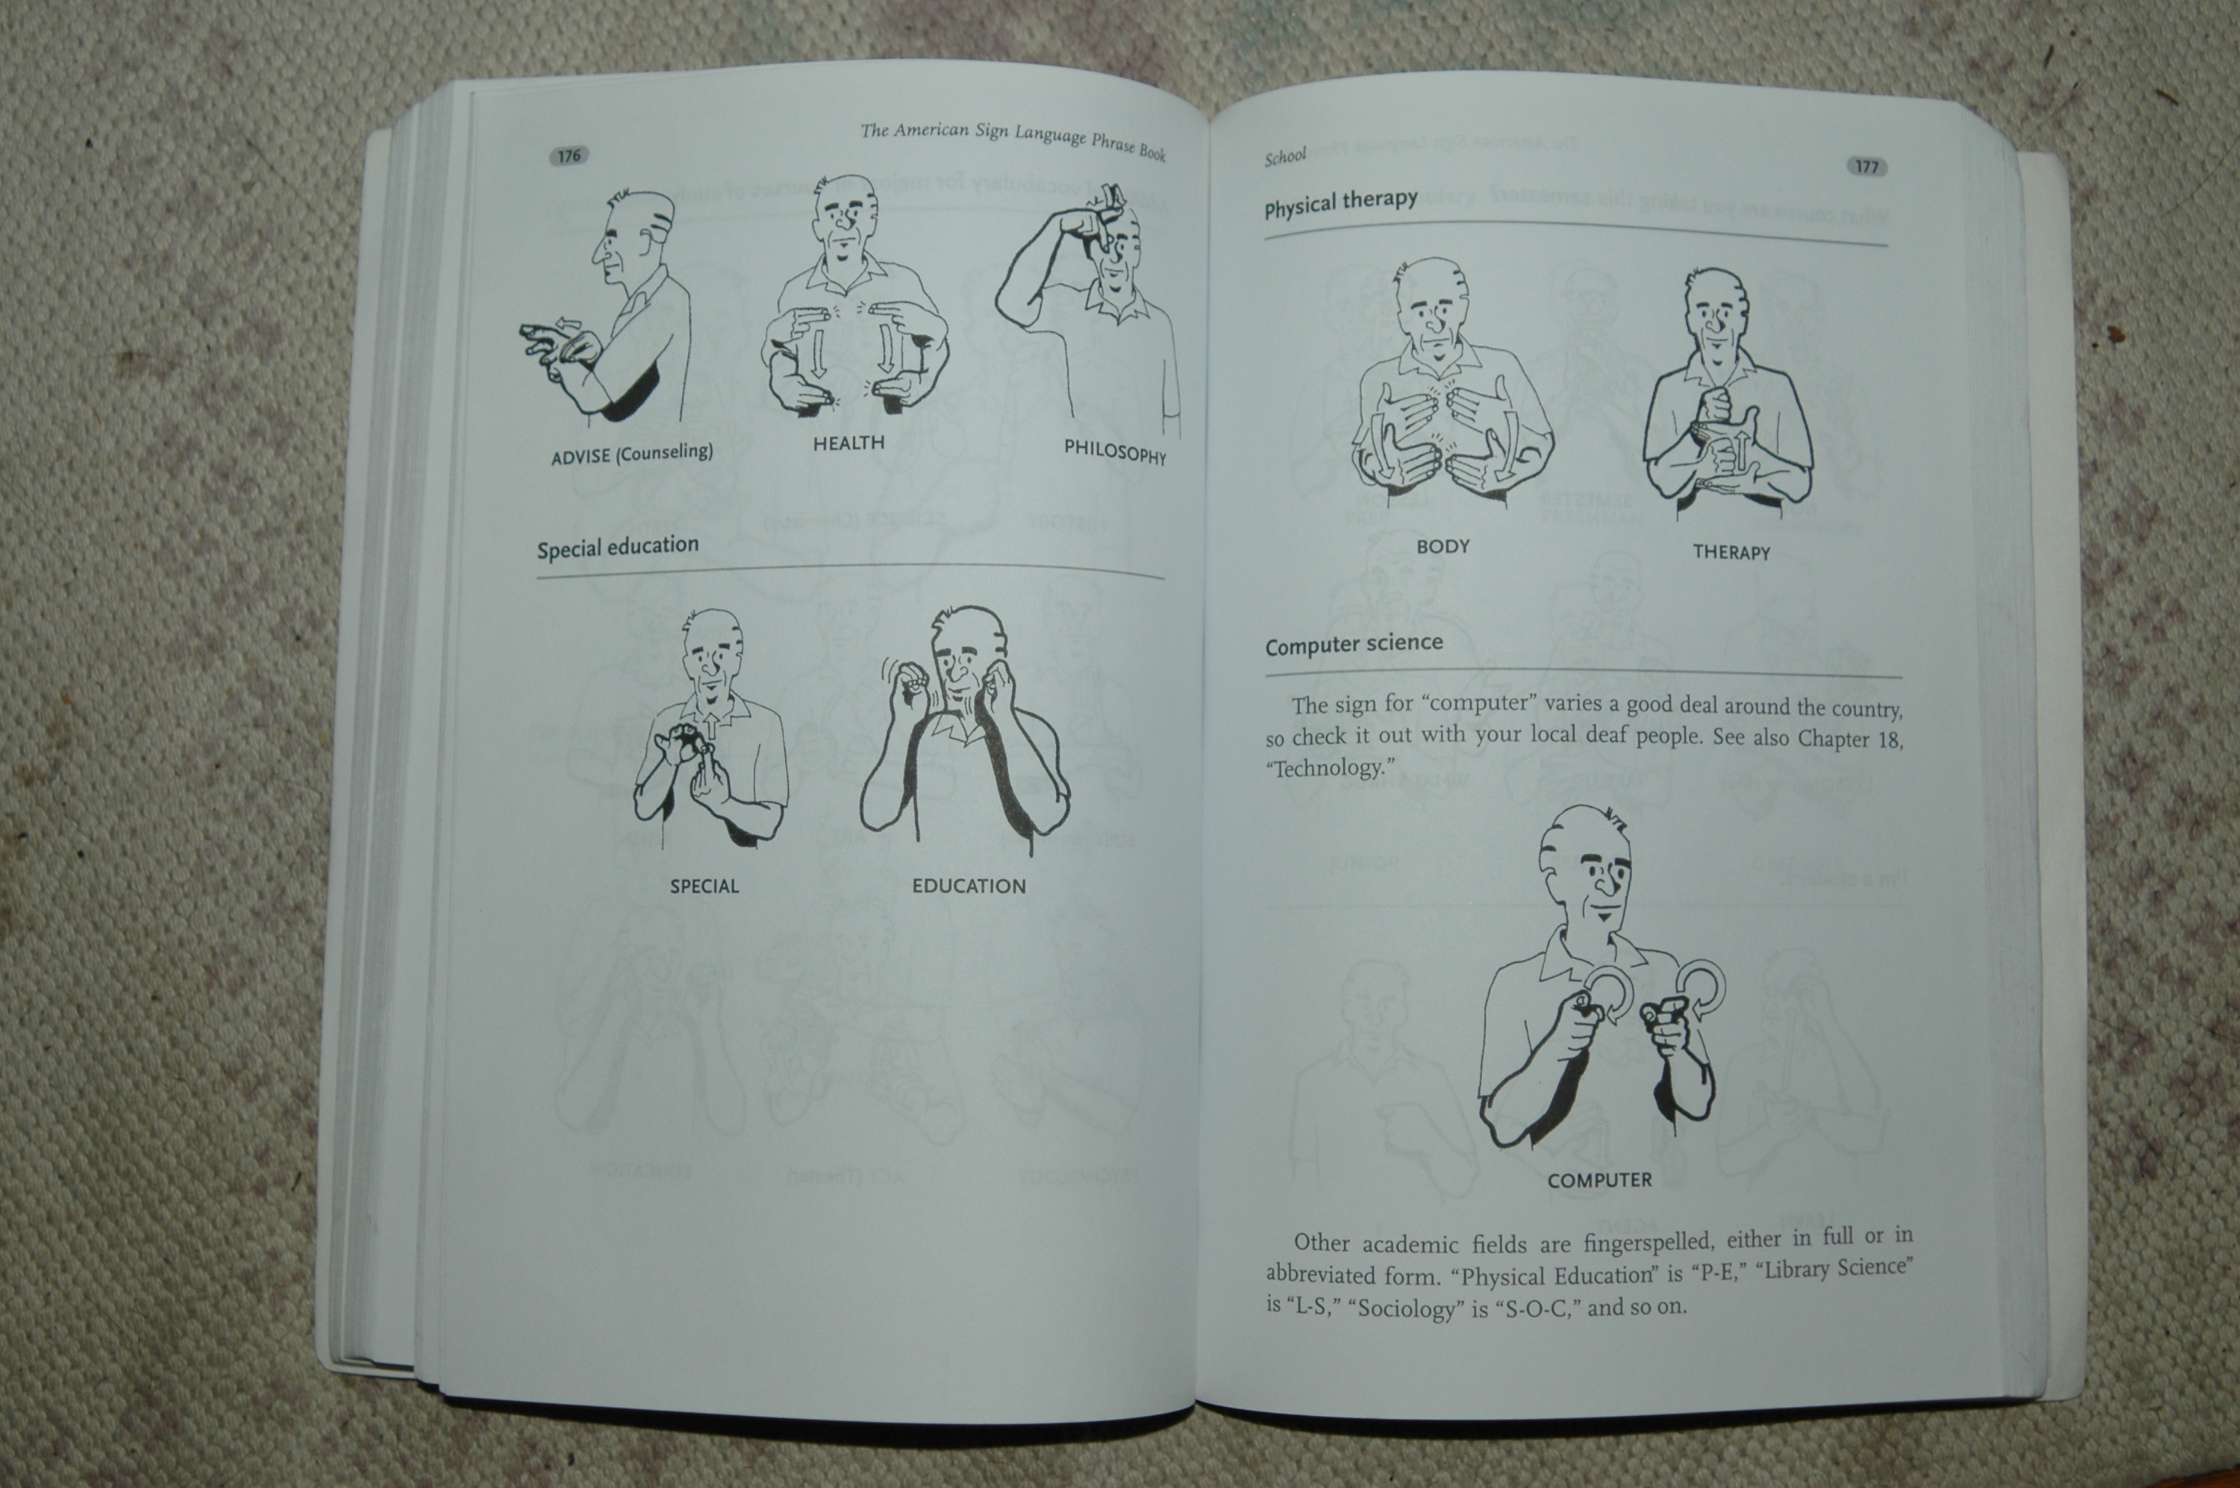 176
The American Sign Language Phrase Book
ADVISE (Counseling)
HEALTH
PHILOSOPHY
Special education
SPECIAL
EDUCATION
School
177
Physical therapy
BODY
THERAPY
Computer science
The sign for “computer” varies a good deal around the country,
so check it out with your local deaf people. See also Chapter 18,
“Technology.”
COMPUTER
Other academic fields are fingerspelled, either in full or in
abbreviated form. “Physical Education” is “P-E,” “Library Science”
is “L-S,” “Sociology” is “S-O-C,” and so on.